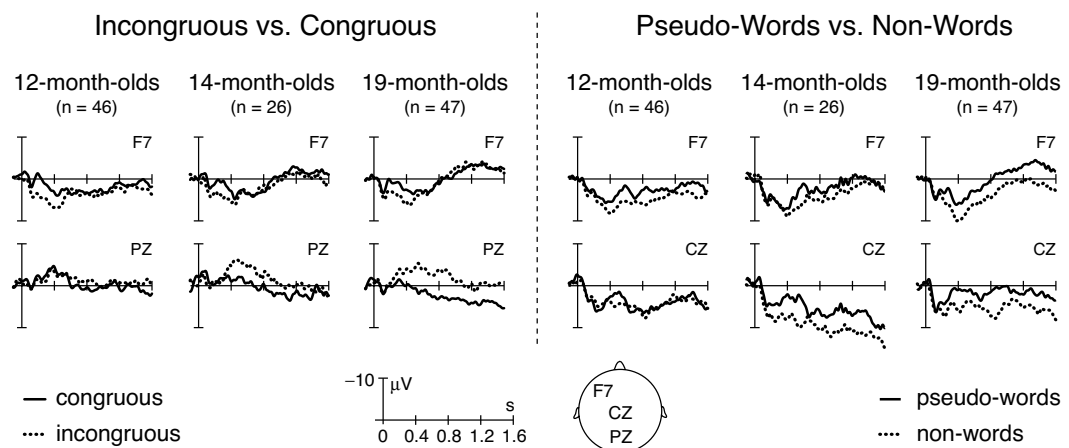 Incongruous vs. Congruous
Pseudo-Words vs. Non-Words
12-month-olds
14-month-olds
19-month-olds
12-month-olds
14-month-olds
19-month-olds
(n = 46)
(n = 26)
(n = 47)
(n = 46)
(n = 26)
(n = 47)
F7
F7
F7
F7
F7
F7
PZ
PZ
PZ
CZ
CZ
CZ
congruous
incongruous
−10
μV
s
0 0.4 0.8 1.2 1.6
F7
CZ
PZ
pseudo-words
non-words